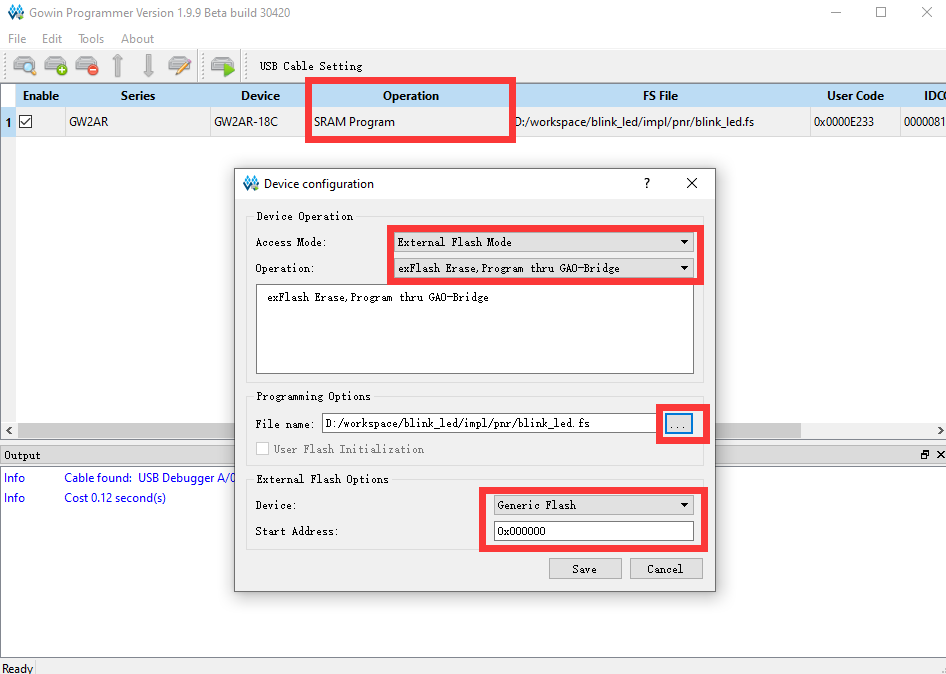 Gowin Programmer Version 1.9.9 Beta build 30420
File Edit Tools About
USB Cable Setting
Enable Series Device Operation FS File User Code IDC
1 GW2AR GW2AR-18C SRAM Program D:/workspace/blink_led/impl/pnr/blink_led.fs 0x0000E233 0000081
Device configuration ?
Device Operation
Access Mode: External Flash Mode
Operation: exFlash Erase,Program thru GAO-Bridge
exFlash Erase,Program thru GAO-Bridge
Programming Options
File name: D:/workspace/blink_led/impl/pnr/blink_led.fs ...
User Flash Initialization
External Flash Options
Device: Generic Flash
Start Address: 0x000000
Save Cancel
Output
Info Cable found: USB Debugger A/0
Info Cost 0.12 second(s)
Ready